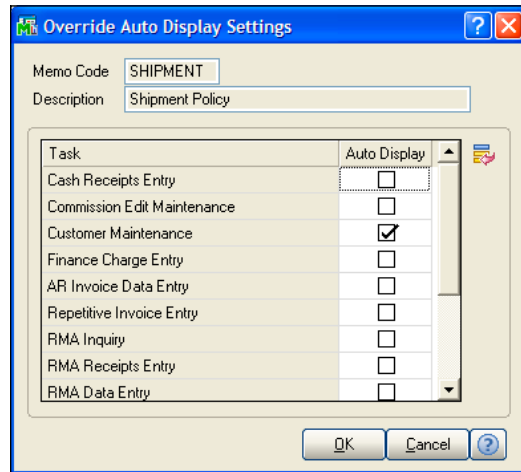 Override Auto Display Settings
Memo Code SHIPMENT
Description Shipment Policy
Task Auto Display
Cash Receipts Entry
Commission Edit Maintenance
Customer Maintenance
Finance Charge Entry
AR Invoice Data Entry
Repetitive Invoice Entry
RMA Inquiry
RMA Receipts Entry
RMA Data Entry
OK Cancel